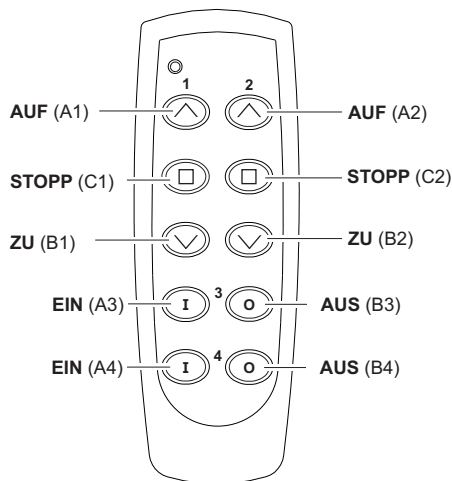 1 2
AUF (A1) AUF (A2)
STOPP (C1) STOPP (C2)
ZU (B1) ZU (B2)
EIN (A3) I 3 O AUS (B3)
EIN (A4) I 4 O AUS (B4)